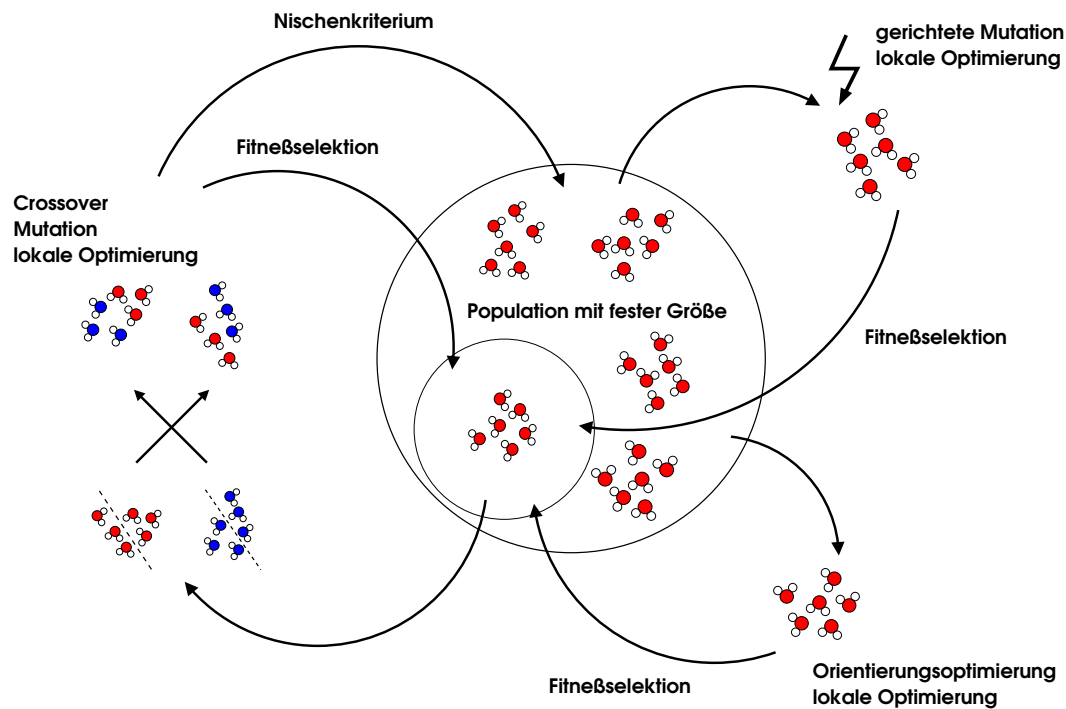 Nischenkriterium
gerichtete Mutation
lokale Optimierung
Fitneßselektion
Crossover
Mutation
lokale Optimierung
Population mit fester Größe
Fitneßselektion
Orientierungsoptimierung
lokale Optimierung
Fitneßselektion